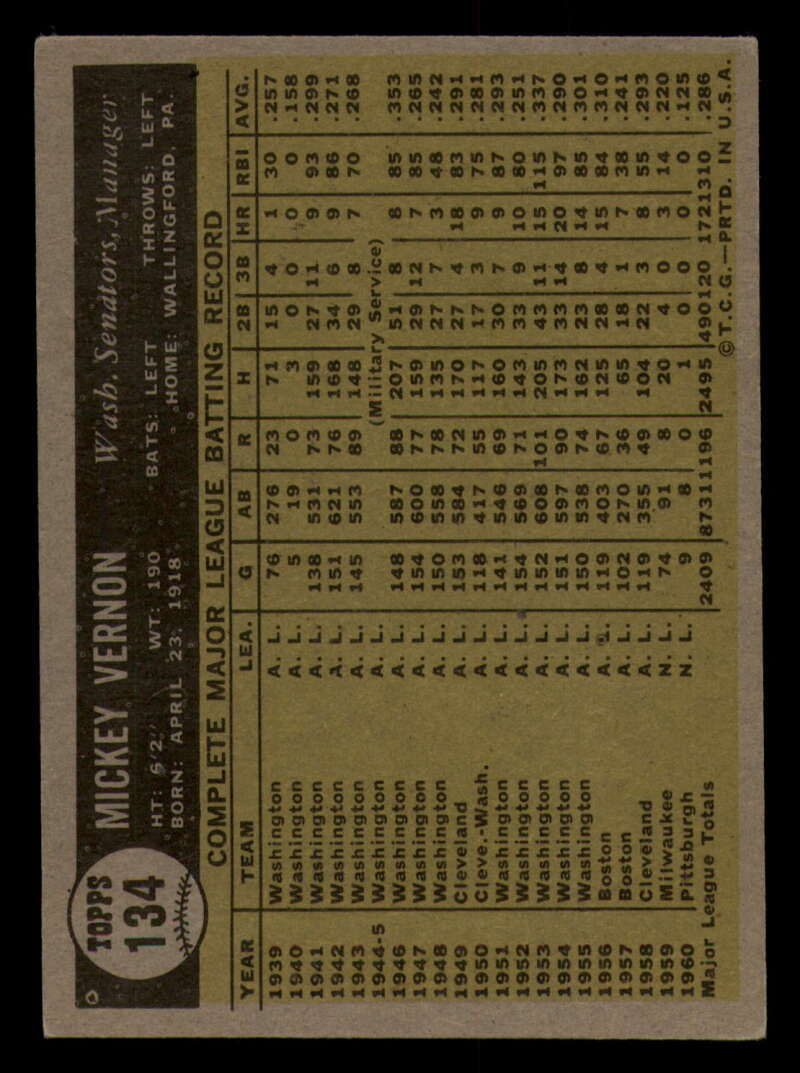 TOPPS
134
MICKEY VERNON Wash. Senators, Manager
HT: 6'2" WT: 190 BATS: LEFT THROWS: LEFT
BORN: APRIL 23, 1918 HOME: WALLINGFORD, PA.
COMPLETE MAJOR LEAGUE BATTING RECORD
YEAR TEAM LEA. G AB R H 2B 3B HR RBI AVG.
1939 Washington A. L. 76 276 23 71 15 4 1 30 .257
1940 Washington A. L. 5 19 0 3 0 0 0 0 .158
1941 Washington A. L. 138 531 73 159 27 11 9 93 .299
1942 Washington A. L. 151 621 76 168 34 6 9 86 .271
1943 Washington A. L. 145 553 89 148 29 8 7 70 .268
1944-5 Washington A. L. (Military Service)
1946 Washington A. L. 148 587 88 207 51 8 8 85 .353
1947 Washington A. L. 154 600 77 159 29 12 7 85 .265
1948 Washington A. L. 150 558 78 135 27 7 3 48 .242
1949 Cleveland A. L. 153 584 72 170 27 4 18 83 .291
1950 Cleve.-Wash. A. L. 118 417 55 117 17 3 9 75 .281
1951 Washington A. L. 141 546 69 160 30 7 9 87 .293
1952 Washington A. L. 154 569 71 143 33 9 10 80 .251
1953 Washington A. L. 152 608 101 205 43 11 15 115 .337
1954 Washington A. L. 151 597 90 173 33 14 20 97 .290
1955 Washington A. L. 150 538 74 162 23 8 14 85 .301
1956 Boston A. L. 119 403 67 125 28 4 15 84 .310
1957 Boston A. L. 102 270 36 65 18 1 7 38 .241
1958 Cleveland A. L. 119 355 49 104 22 3 8 55 .293
1959 Milwaukee N. L. 74 91 8 20 4 0 3 14 .220
1960 Pittsburgh N. L. 9 8 0 1 0 0 0 0 .125
Major League Totals 2409 8731 1196 2495 490 120 172 1310 .286
©T.C.G.—PRTD. IN U.S.A.